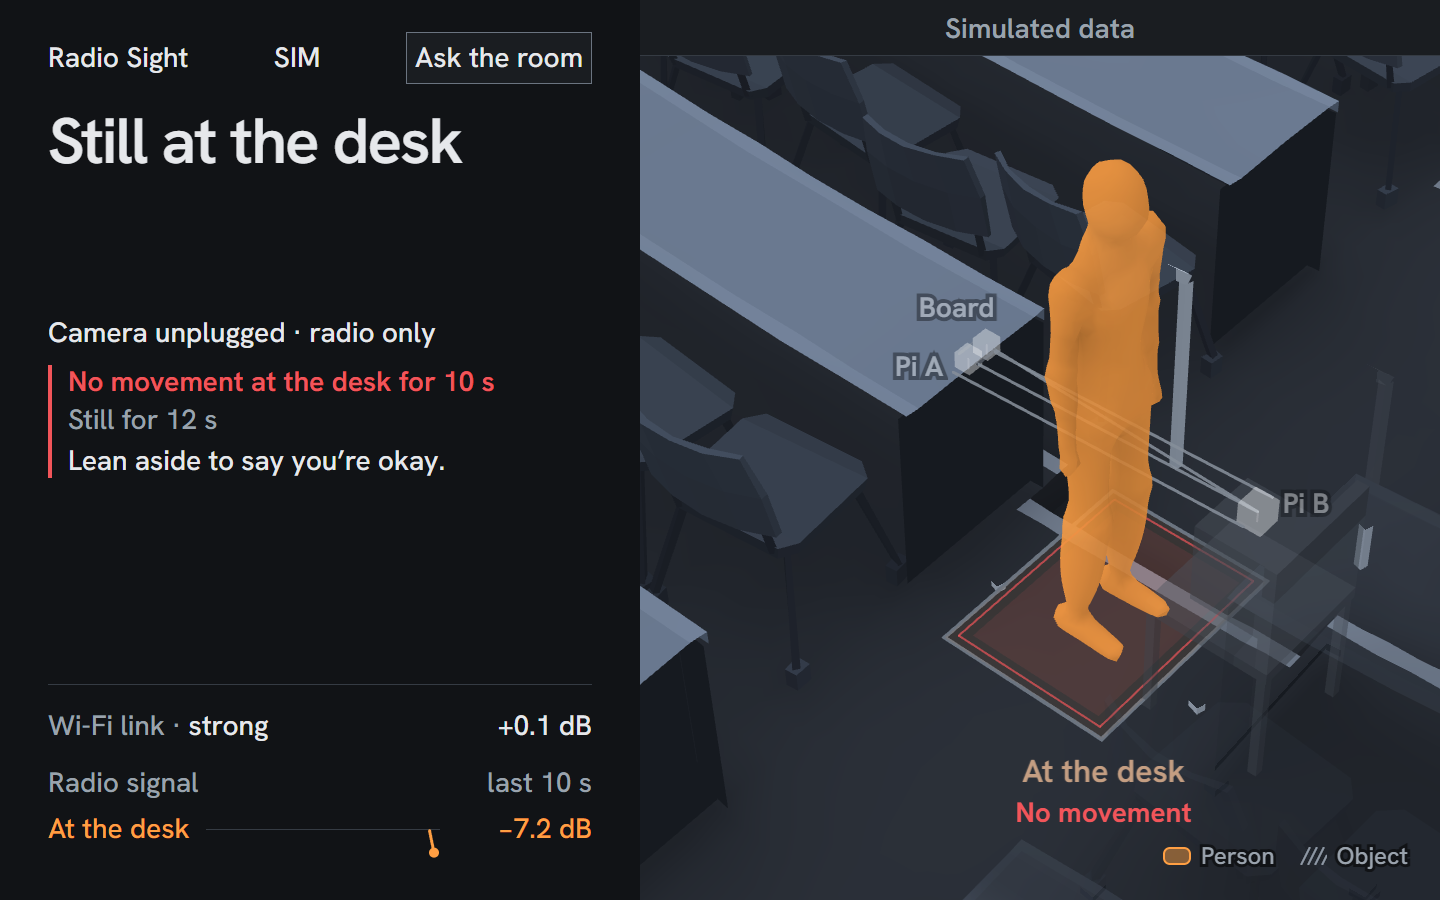 Radio Sight
SIM
Ask the room
Still at the desk
Camera unplugged · radio only
No movement at the desk for 10 s
Still for 12 s
Lean aside to say you’re okay.
Wi-Fi link · strong
+0.1 dB
Radio signal
last 10 s
At the desk
−7.2 dB
Simulated data
Board
Pi A
Pi B
At the desk
No movement
Person
Object